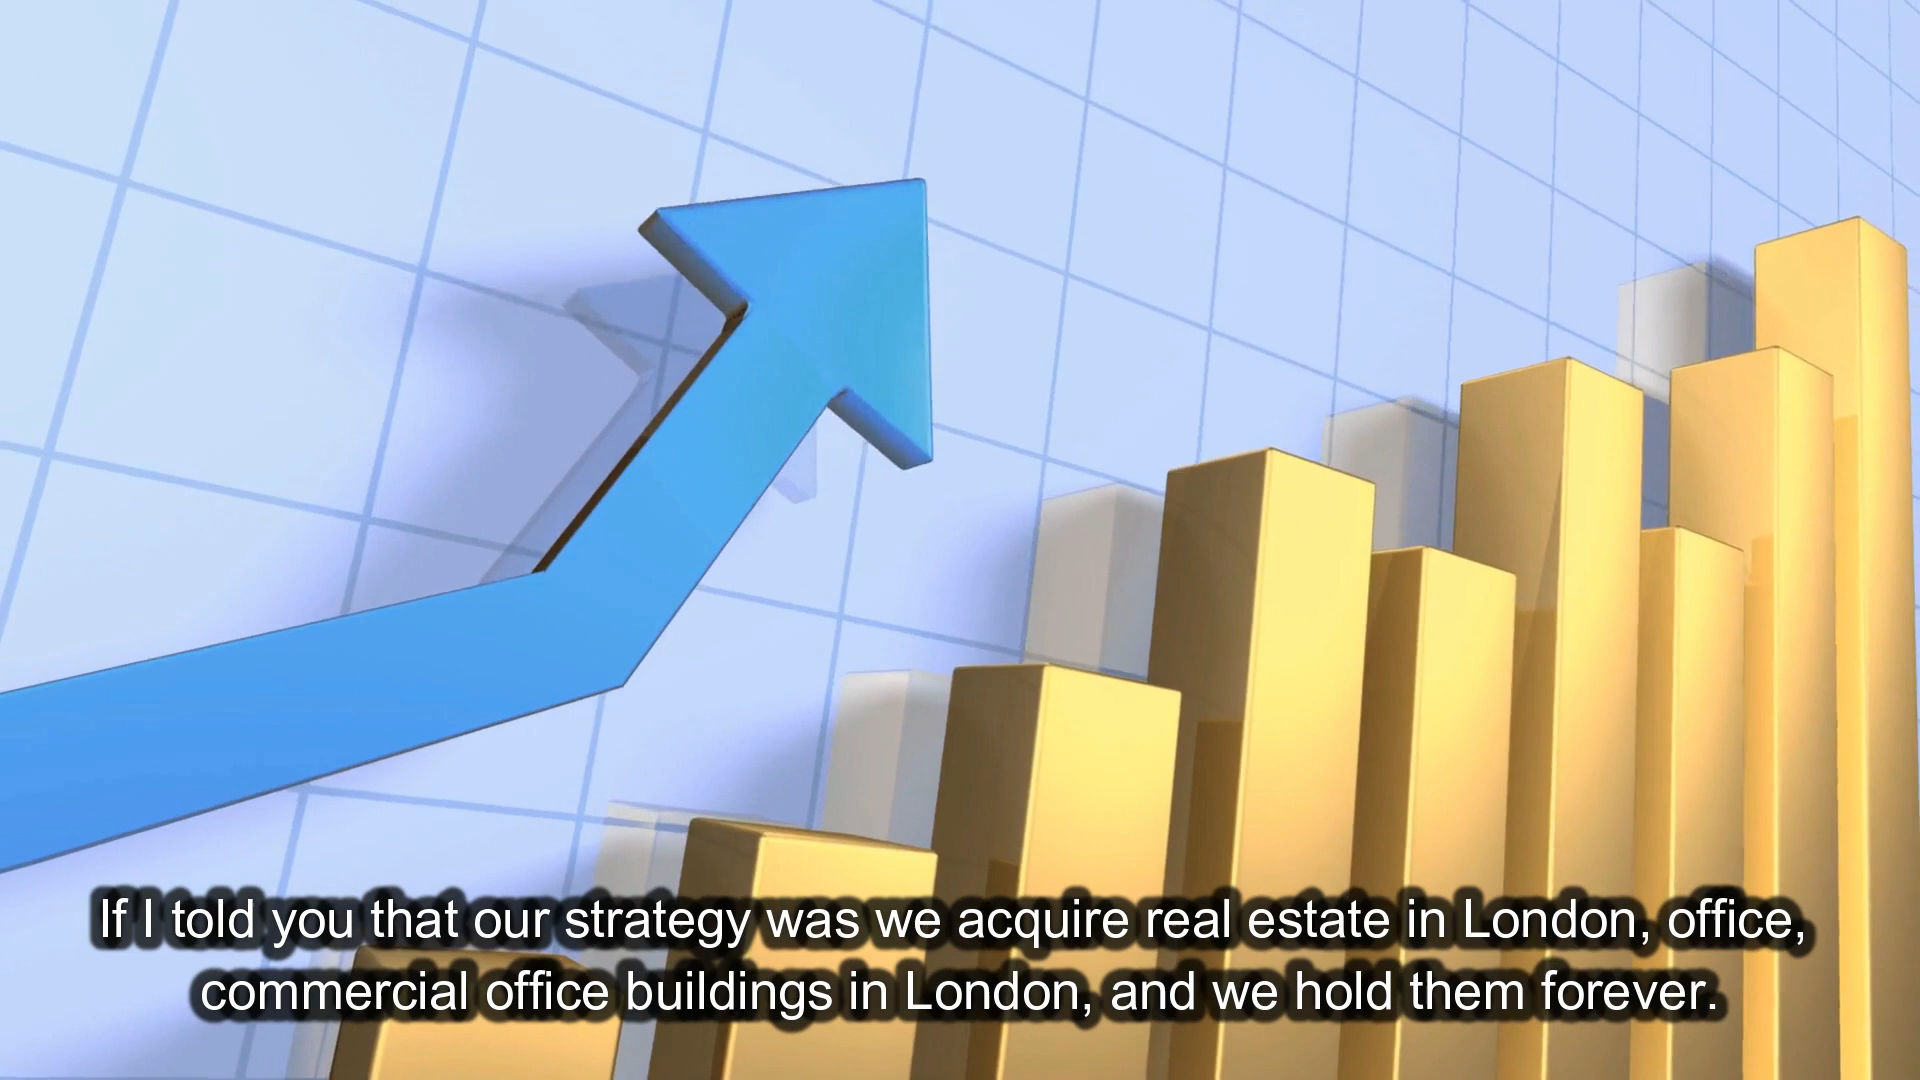 If I told you that our strategy was we acquire real estate in London, office,
commercial office buildings in London, and we hold them forever.